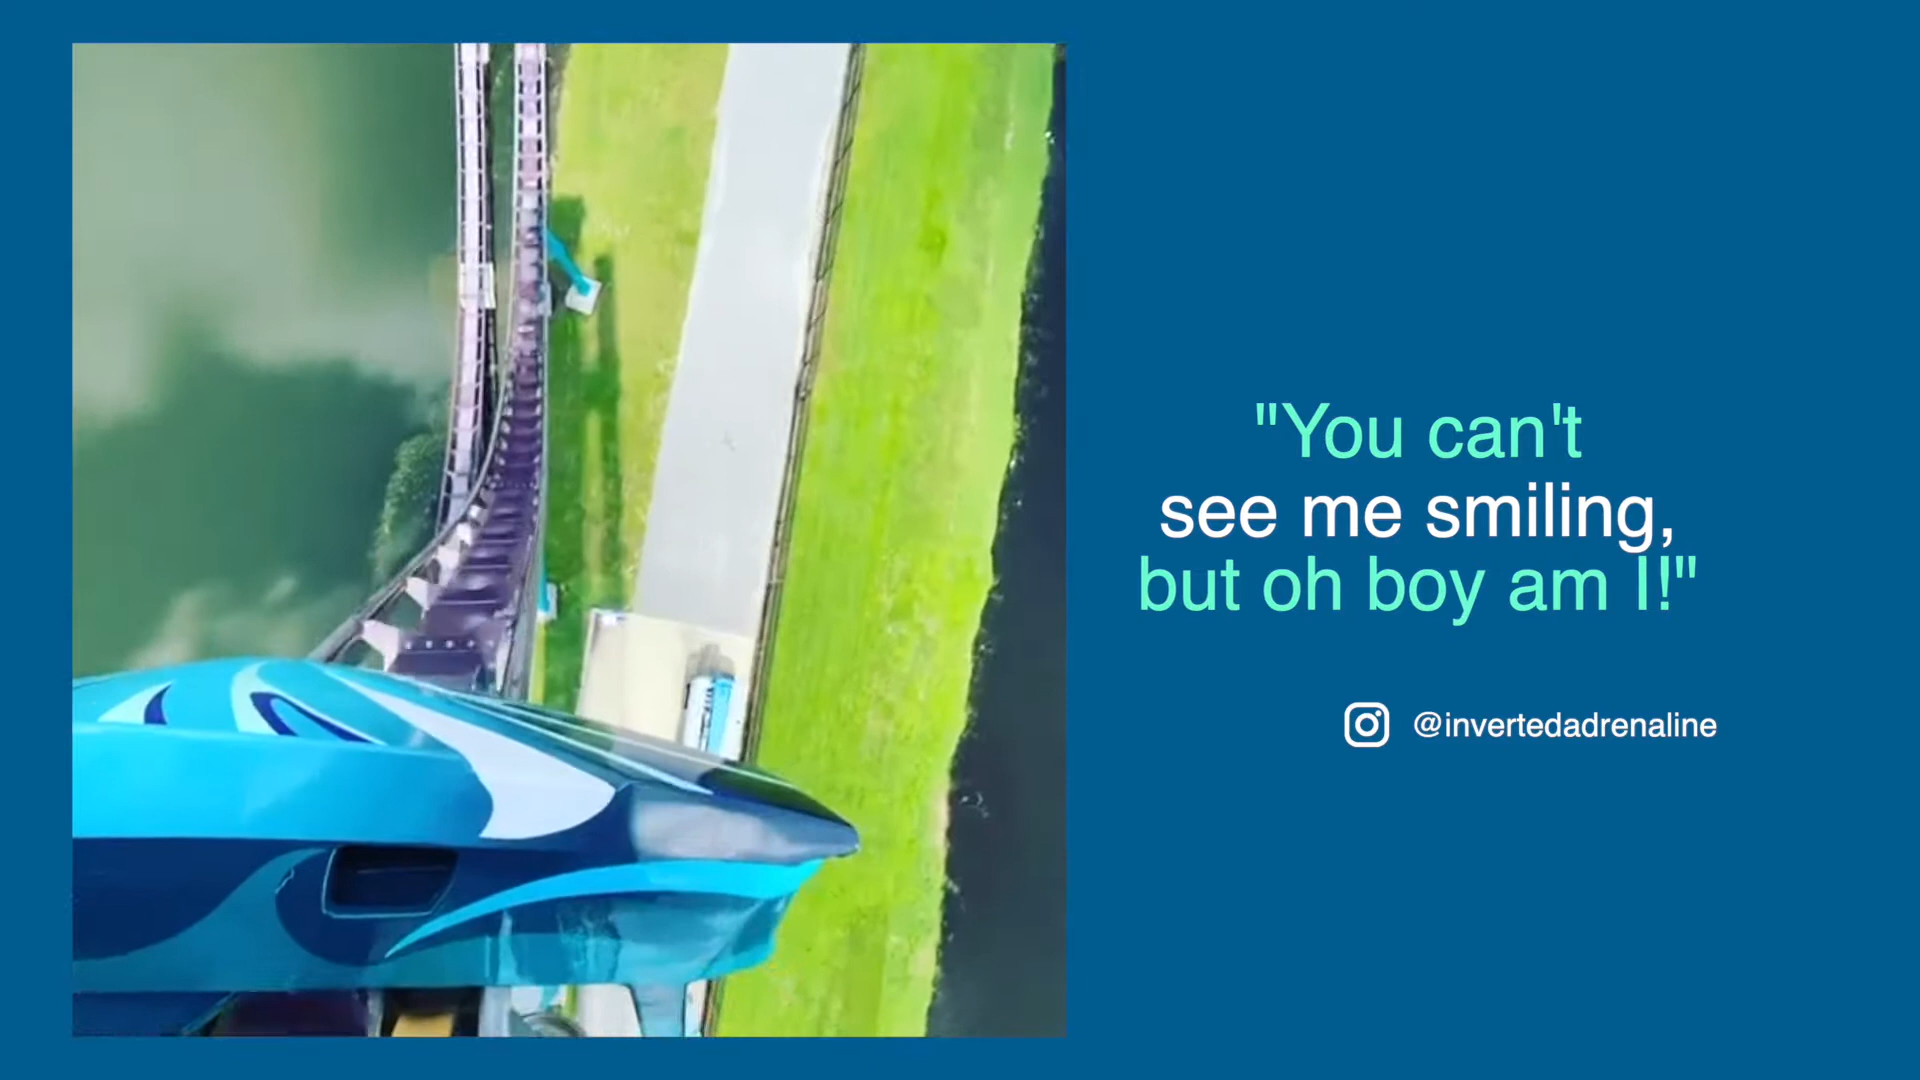 "You can't
see me smiling,
but oh boy am I!"
@invertedadrenaline